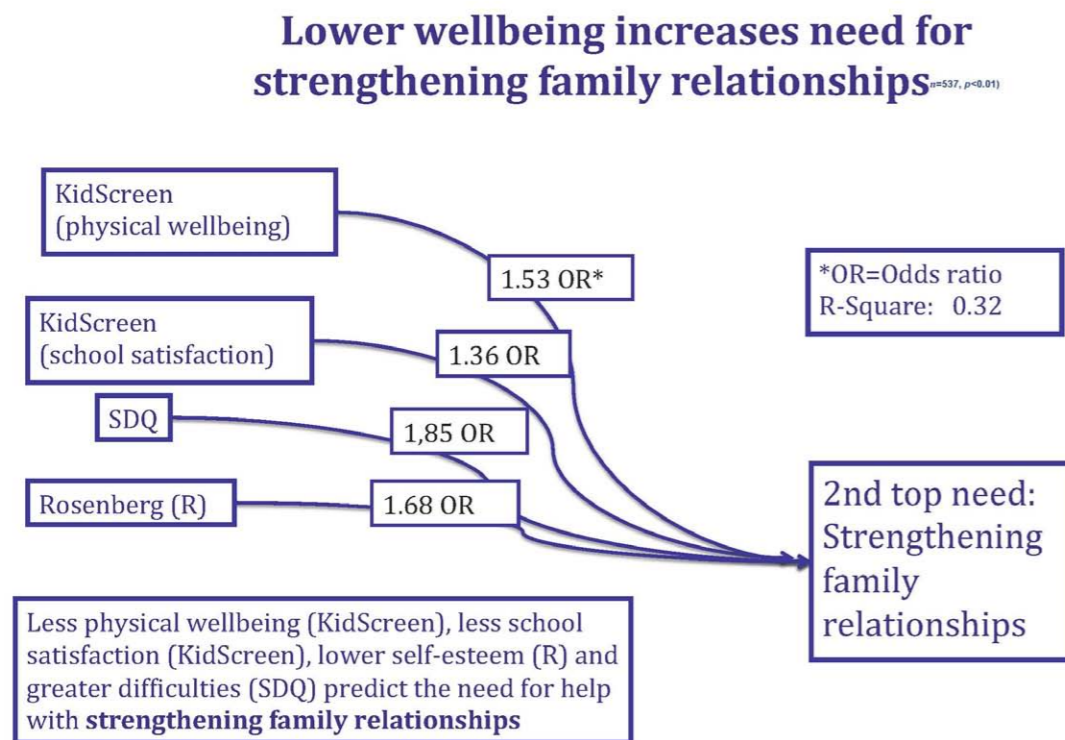 Lower wellbeing increases need for
strengthening family relationships n=537, p<0.01)
KidScreen
(physical wellbeing)
1.53 OR*
*OR=Odds ratio
R-Square: 0.32
KidScreen
(school satisfaction)
1.36 OR
SDQ
1,85 OR
Rosenberg (R)
1.68 OR
2nd top need:
Strengthening
family
relationships
Less physical wellbeing (KidScreen), less school
satisfaction (KidScreen), lower self-esteem (R) and
greater difficulties (SDQ) predict the need for help
with strengthening family relationships